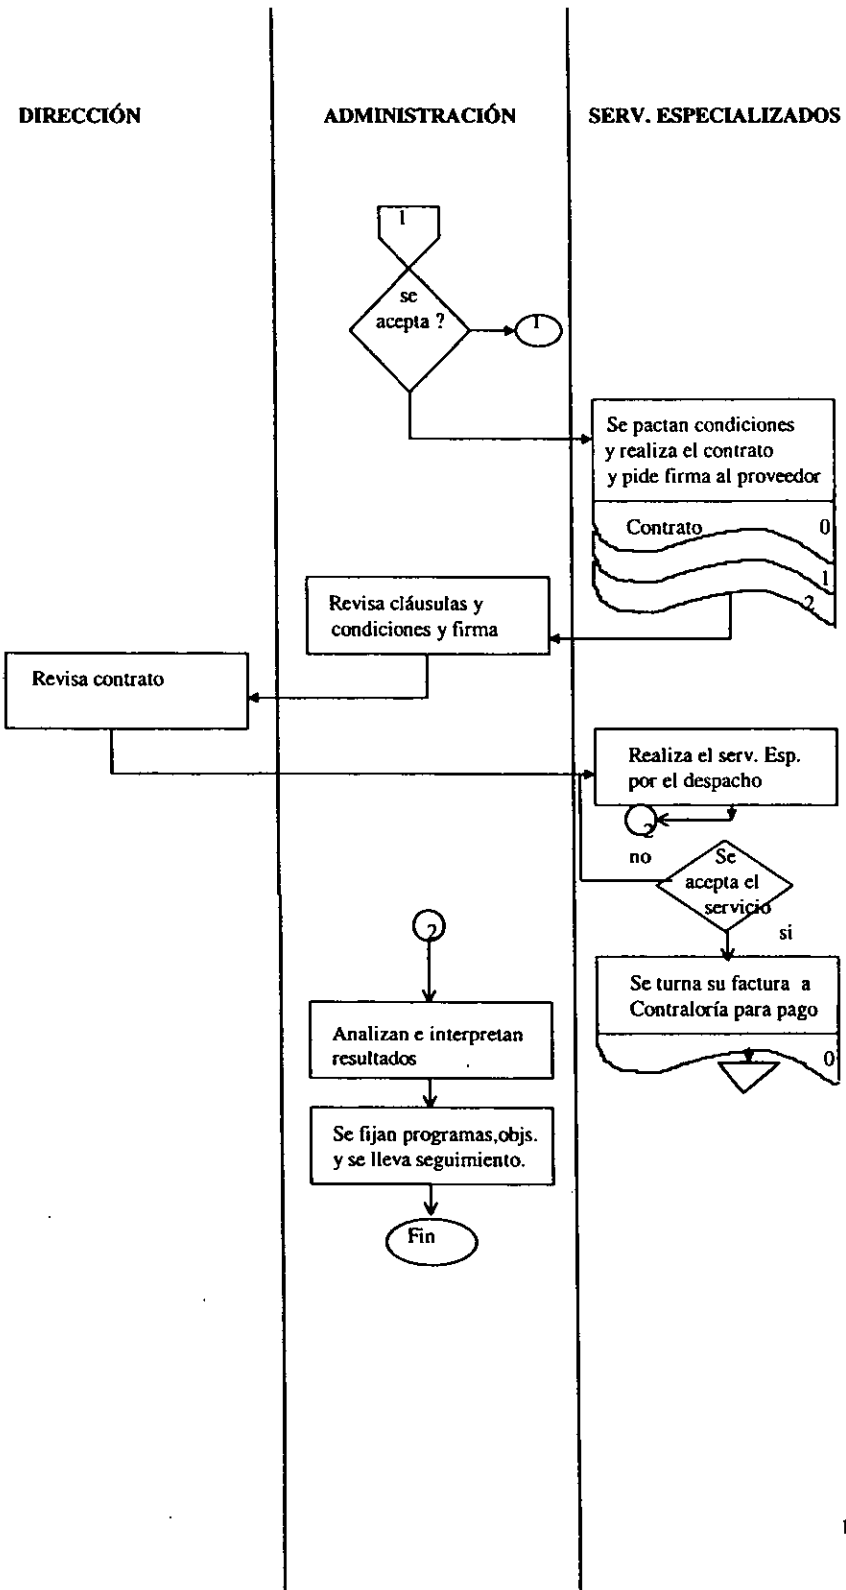 DIRECCIÓN
ADMINISTRACIÓN
SERV. ESPECIALIZADOS
1
se
acepta ?
1
Se pactan condiciones
y realiza el contrato
y pide firma al proveedor
Contrato 0
1
2
Revisa cláusulas y
condiciones y firma
Revisa contrato
Realiza el serv. Esp.
por el despacho
2
no
Se
acepta el
servicio
si
2
Se turna su factura a
Contraloría para pago
0
Analizan e interpretan
resultados
Se fijan programas,objs.
y se lleva seguimiento.
Fin